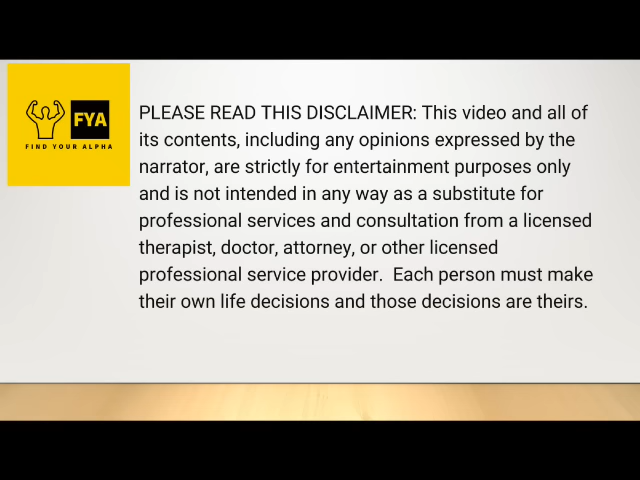 FYA
FIND YOUR ALPHA
PLEASE READ THIS DISCLAIMER: This video and all of
its contents, including any opinions expressed by the
narrator, are strictly for entertainment purposes only
and is not intended in any way as a substitute for
professional services and consultation from a licensed
therapist, doctor, attorney, or other licensed
professional service provider.  Each person must make
their own life decisions and those decisions are theirs.